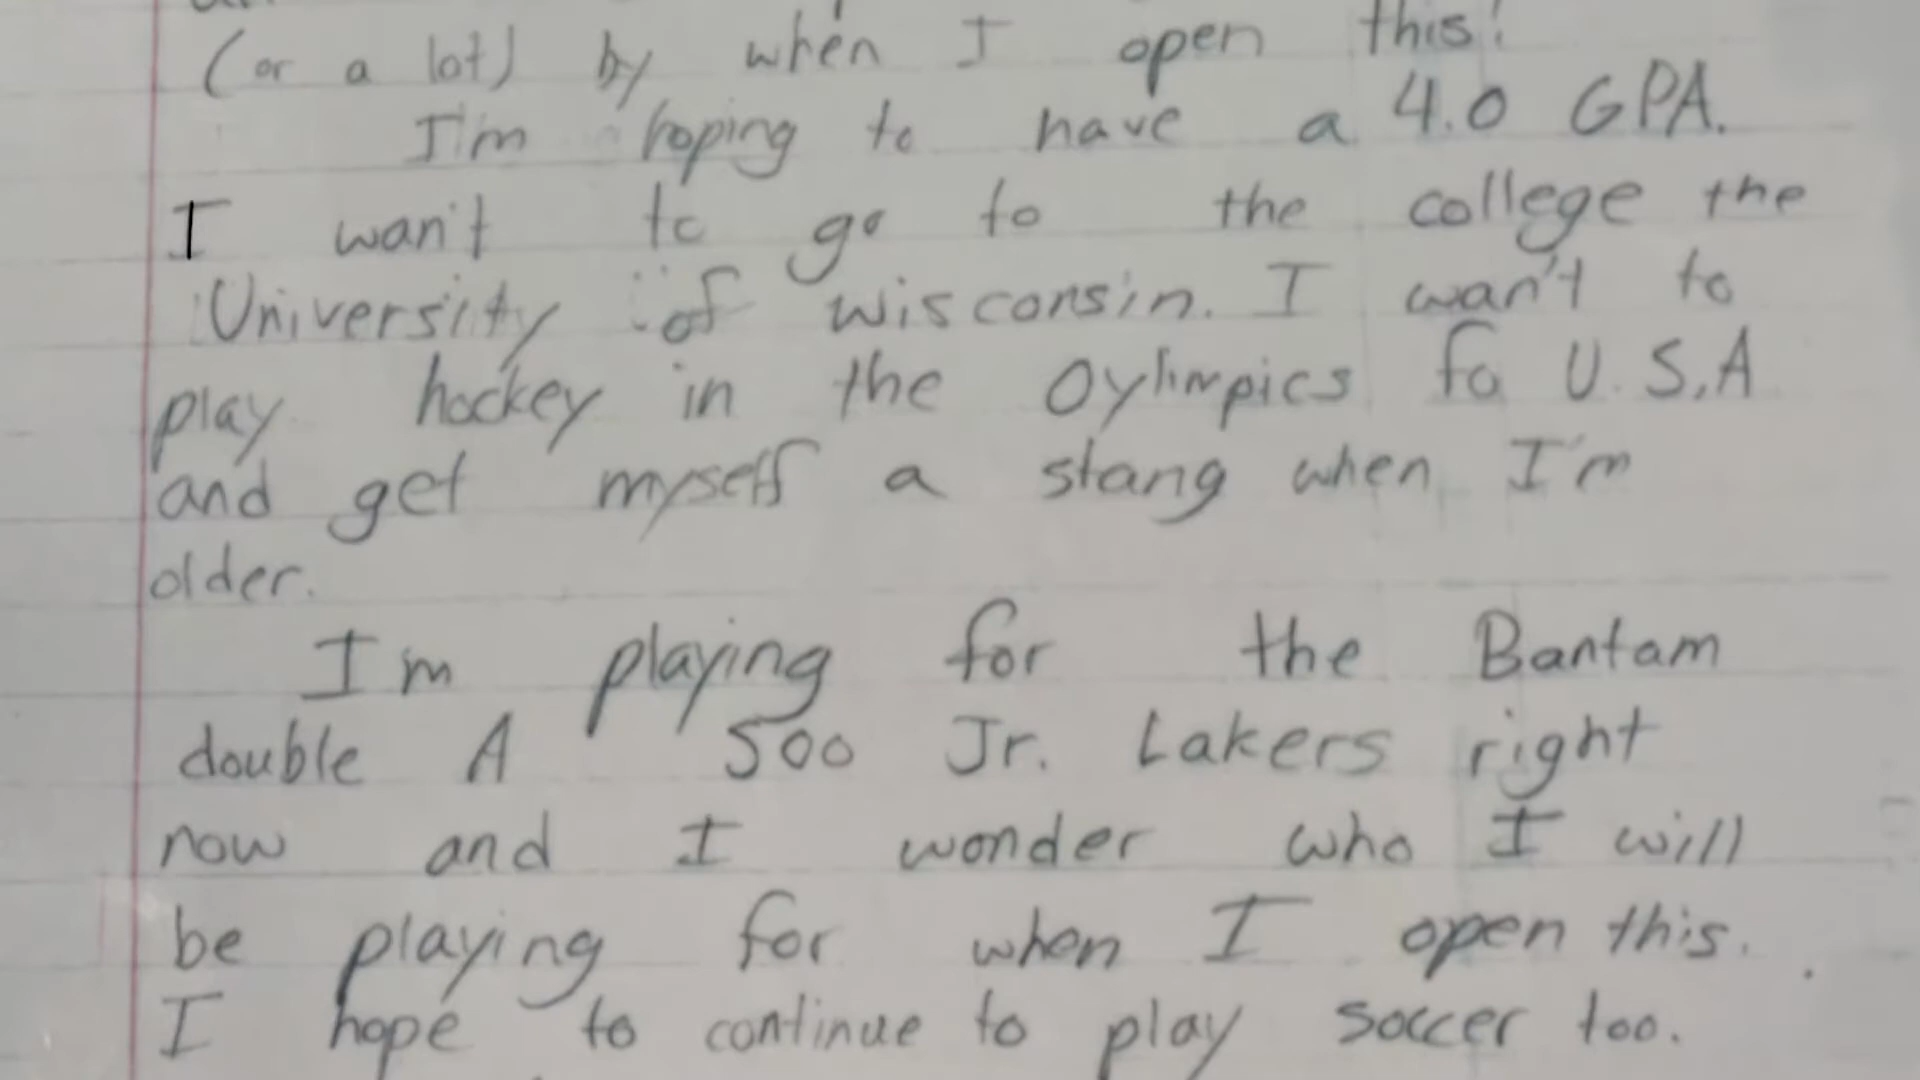 (or a lot) by when I open this!
I'm hoping to have a 4.0 GPA.
I wan't to go to the college the
University of wisconsin. I wan't to
play hockey in the Oylimpics fo U.S.A
and get myself a stang when I'm
older.
Im playing for the Bantam
double A Soo Jr. Lakers right
now and I wonder who I will
be playing for when I open this.
I hope to continue to play soccer too.